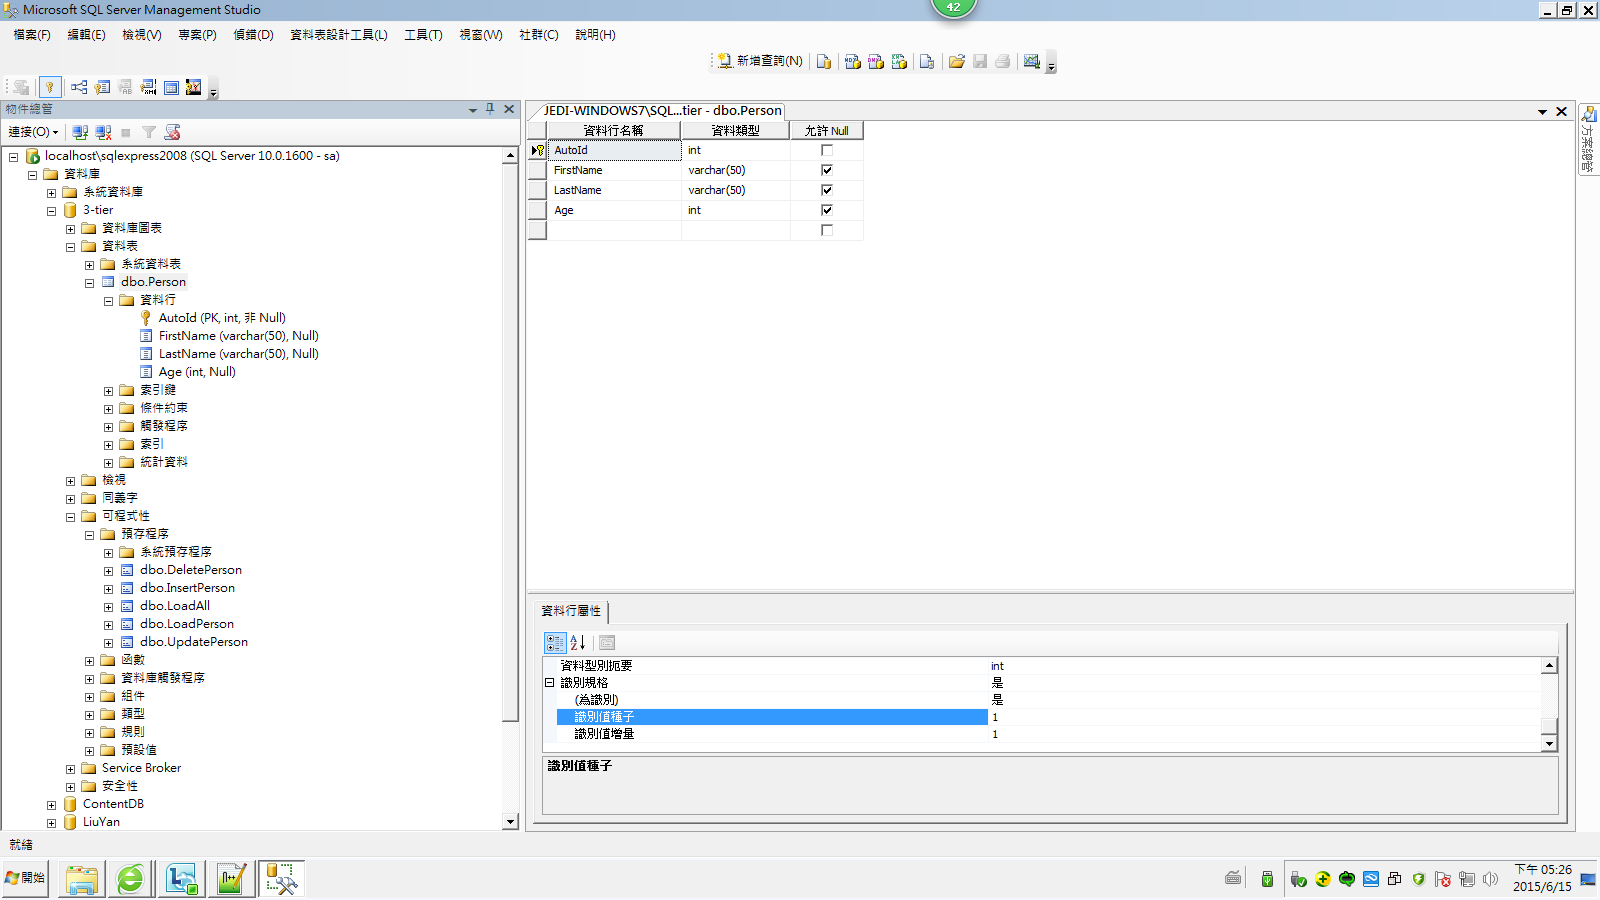 Microsoft SQL Server Management Studio
42
檔案(F) 編輯(E) 檢視(V) 專案(P) 偵錯(D) 資料表設計工具(L) 工具(T) 視窗(W) 社群(C) 說明(H)
新增查詢(N)
物件總管
連接(O)
localhost\sqlexpress2008 (SQL Server 10.0.1600 - sa)
資料庫
系統資料庫
3-tier
資料庫圖表
資料表
系統資料表
dbo.Person
資料行
AutoId (PK, int, 非 Null)
FirstName (varchar(50), Null)
LastName (varchar(50), Null)
Age (int, Null)
索引鍵
條件約束
觸發程序
索引
統計資料
檢視
同義字
可程式性
預存程序
系統預存程序
dbo.DeletePerson
dbo.InsertPerson
dbo.LoadAll
dbo.LoadPerson
dbo.UpdatePerson
函數
資料庫觸發程序
組件
類型
規則
預設值
Service Broker
安全性
ContentDB
LiuYan
JEDI-WINDOWS7\SQL...tier - dbo.Person
資料行名稱 資料類型 允許 Null
AutoId int
FirstName varchar(50)
LastName varchar(50)
Age int
資料行屬性
資料型別扼要 int
識別規格 是
(為識別) 是
識別值種子 1
識別值增量 1
識別值種子
方案總管
就緒
開始
下午 05:26
2015/6/15